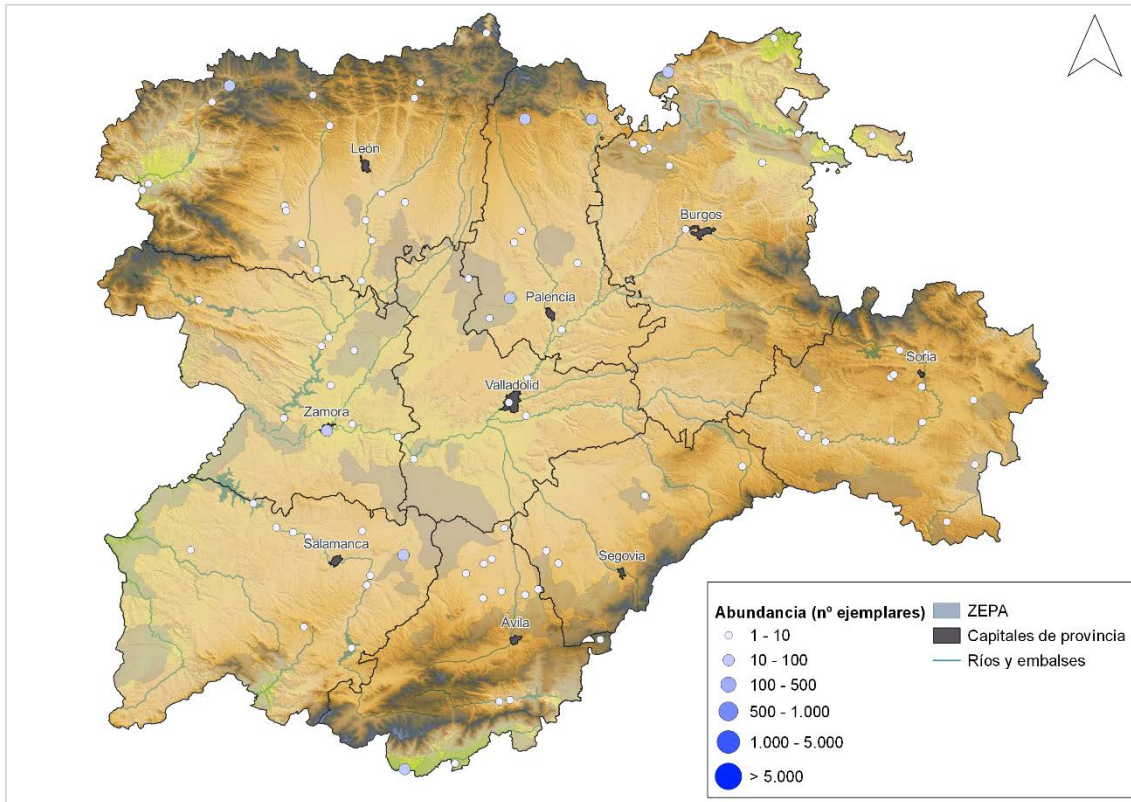 León
Burgos
Palencia
Soria
Valladolid
Zamora
Salamanca
Segovia
Ávila
Abundancia (nº ejemplares)
1 - 10
10 - 100
100 - 500
500 - 1.000
1.000 - 5.000
> 5.000
ZEPA
Capitales de provincia
Ríos y embalses